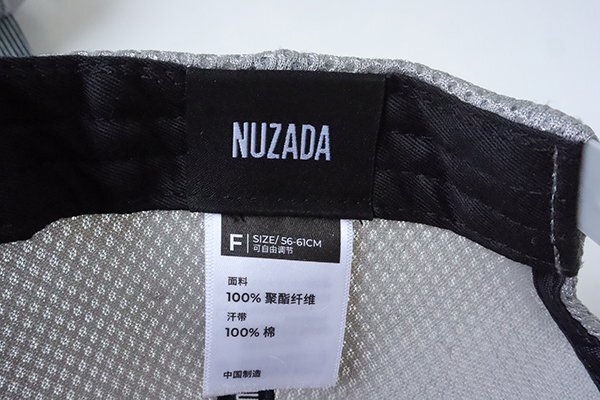 NUZADA
F SIZE/ 56-61CM
可自由调节
面料
100% 聚酯纤维
汗带
100% 棉
中国制造